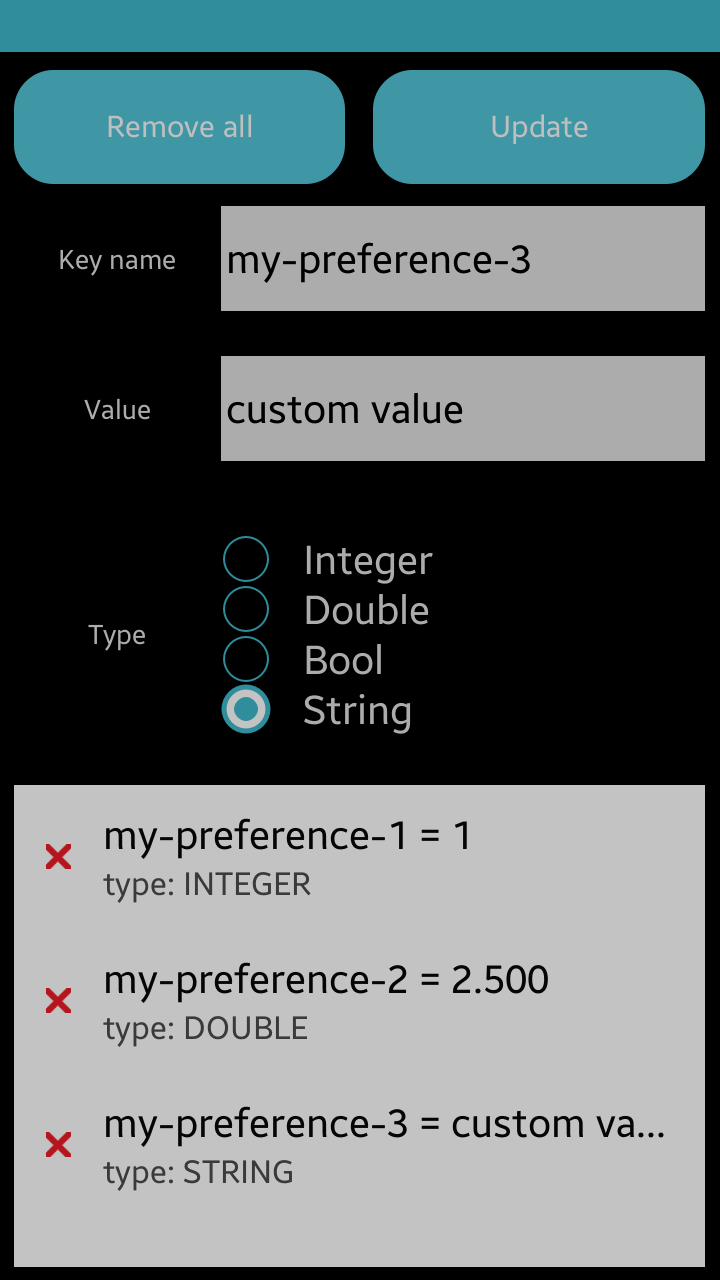 Remove all
Update
Key name
my-preference-3
Value
custom value
Type
Integer
Double
Bool
String
my-preference-1 = 1
type: INTEGER
my-preference-2 = 2.500
type: DOUBLE
my-preference-3 = custom va...
type: STRING